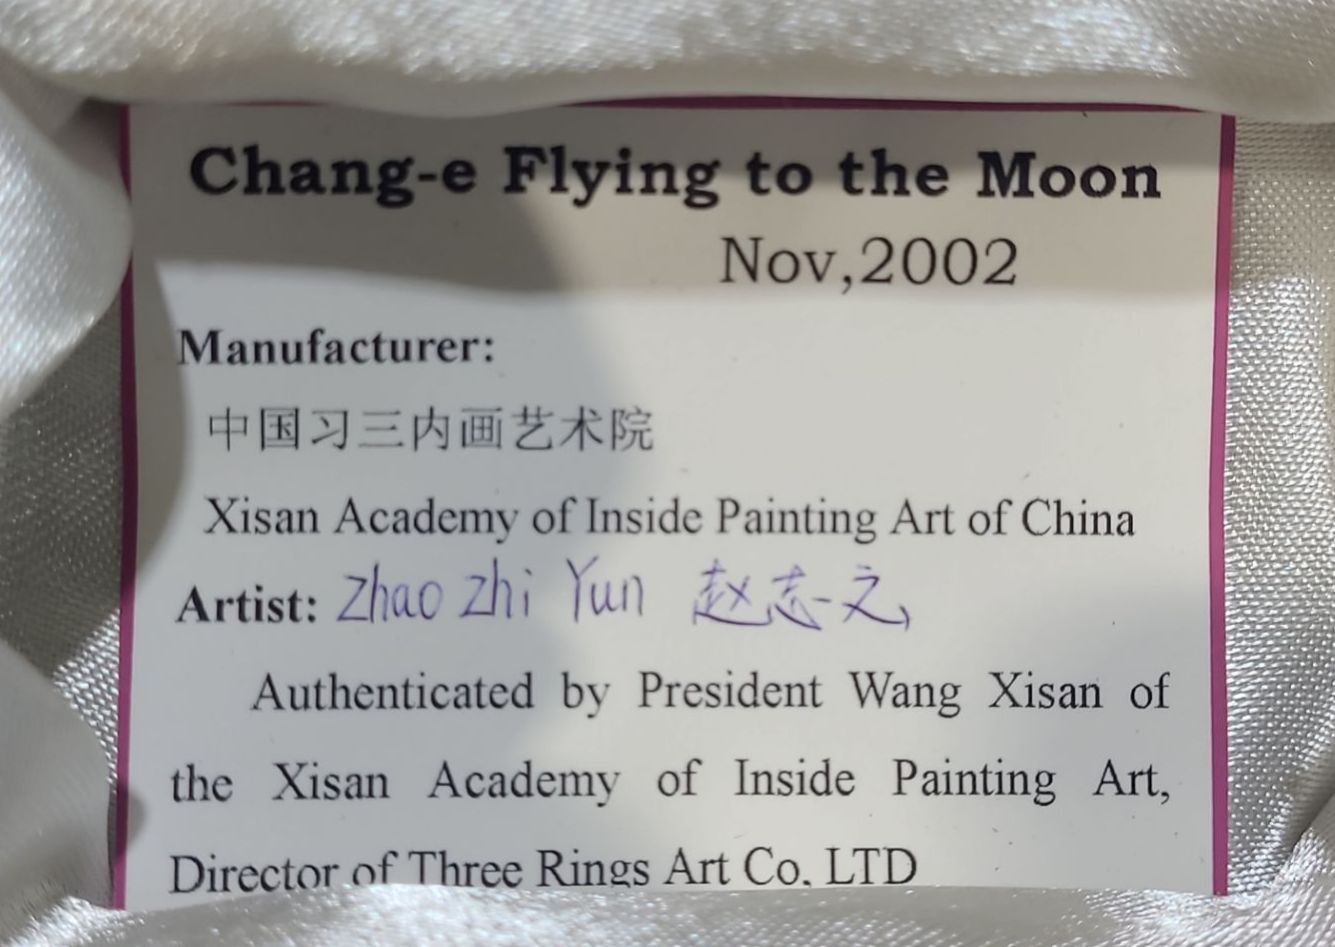 Chang-e Flying to the Moon
Nov,2002
Manufacturer:
中国习三内画艺术院
Xisan Academy of Inside Painting Art of China
Artist: Zhao Zhi Yun 赵志云
Authenticated by President Wang Xisan of
the Xisan Academy of Inside Painting Art,
Director of Three Rings Art Co. LTD